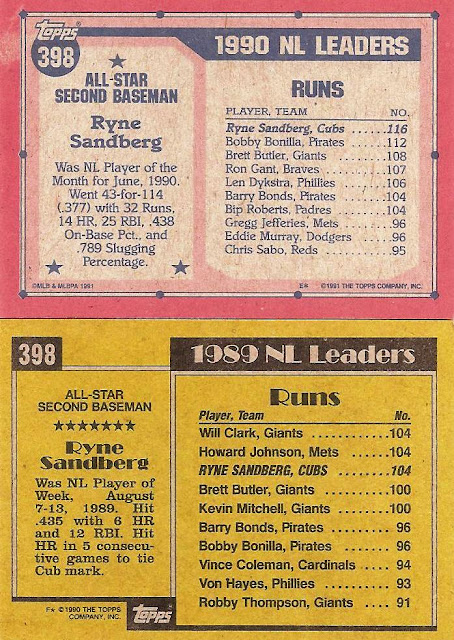 Topps
398
1990 NL LEADERS
ALL-STAR
SECOND BASEMAN
Ryne
Sandberg
Was NL Player of the
Month for June, 1990.
Went 43-for-114
(.377) with 32 Runs,
14 HR, 25 RBI, .438
On-Base Pct., and
.789 Slugging
Percentage.
RUNS
PLAYER, TEAM NO.
Ryne Sandberg, Cubs ......116
Bobby Bonilla, Pirates .......112
Brett Butler, Giants ..........108
Ron Gant, Braves ............107
Len Dykstra, Phillies ........106
Barry Bonds, Pirates ........104
Bip Roberts, Padres .........104
Gregg Jefferies, Mets ........96
Eddie Murray, Dodgers ......96
Chris Sabo, Reds .............95
©MLB & MLBPA 1991
E* ©1991 THE TOPPS COMPANY, INC.
398
1989 NL Leaders
ALL-STAR
SECOND BASEMAN
Ryne
Sandberg
Was NL Player of
Week, August
7-13, 1989. Hit
.435 with 6 HR
and 12 RBI. Hit
HR in 5 consecu-
tive games to tie
Cub mark.
Runs
Player, Team No.
Will Clark, Giants ...........104
Howard Johnson, Mets .....104
RYNE SANDBERG, CUBS ...104
Brett Butler, Giants .........100
Kevin Mitchell, Giants ......100
Barry Bonds, Pirates ........ 96
Bobby Bonilla, Pirates ...... 96
Vince Coleman, Cardinals .. 94
Von Hayes, Phillies .......... 93
Robby Thompson, Giants ... 91
F* ©1990 THE TOPPS
COMPANY, INC.
Topps